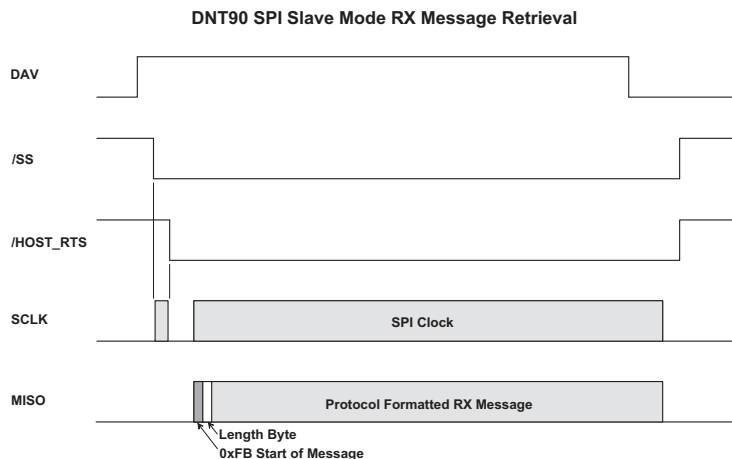 DNT90 SPI Slave Mode RX Message Retrieval
DAV
/SS
/HOST_RTS
SCLK
SPI Clock
MISO
Protocol Formatted RX Message
Length Byte
0xFB Start of Message